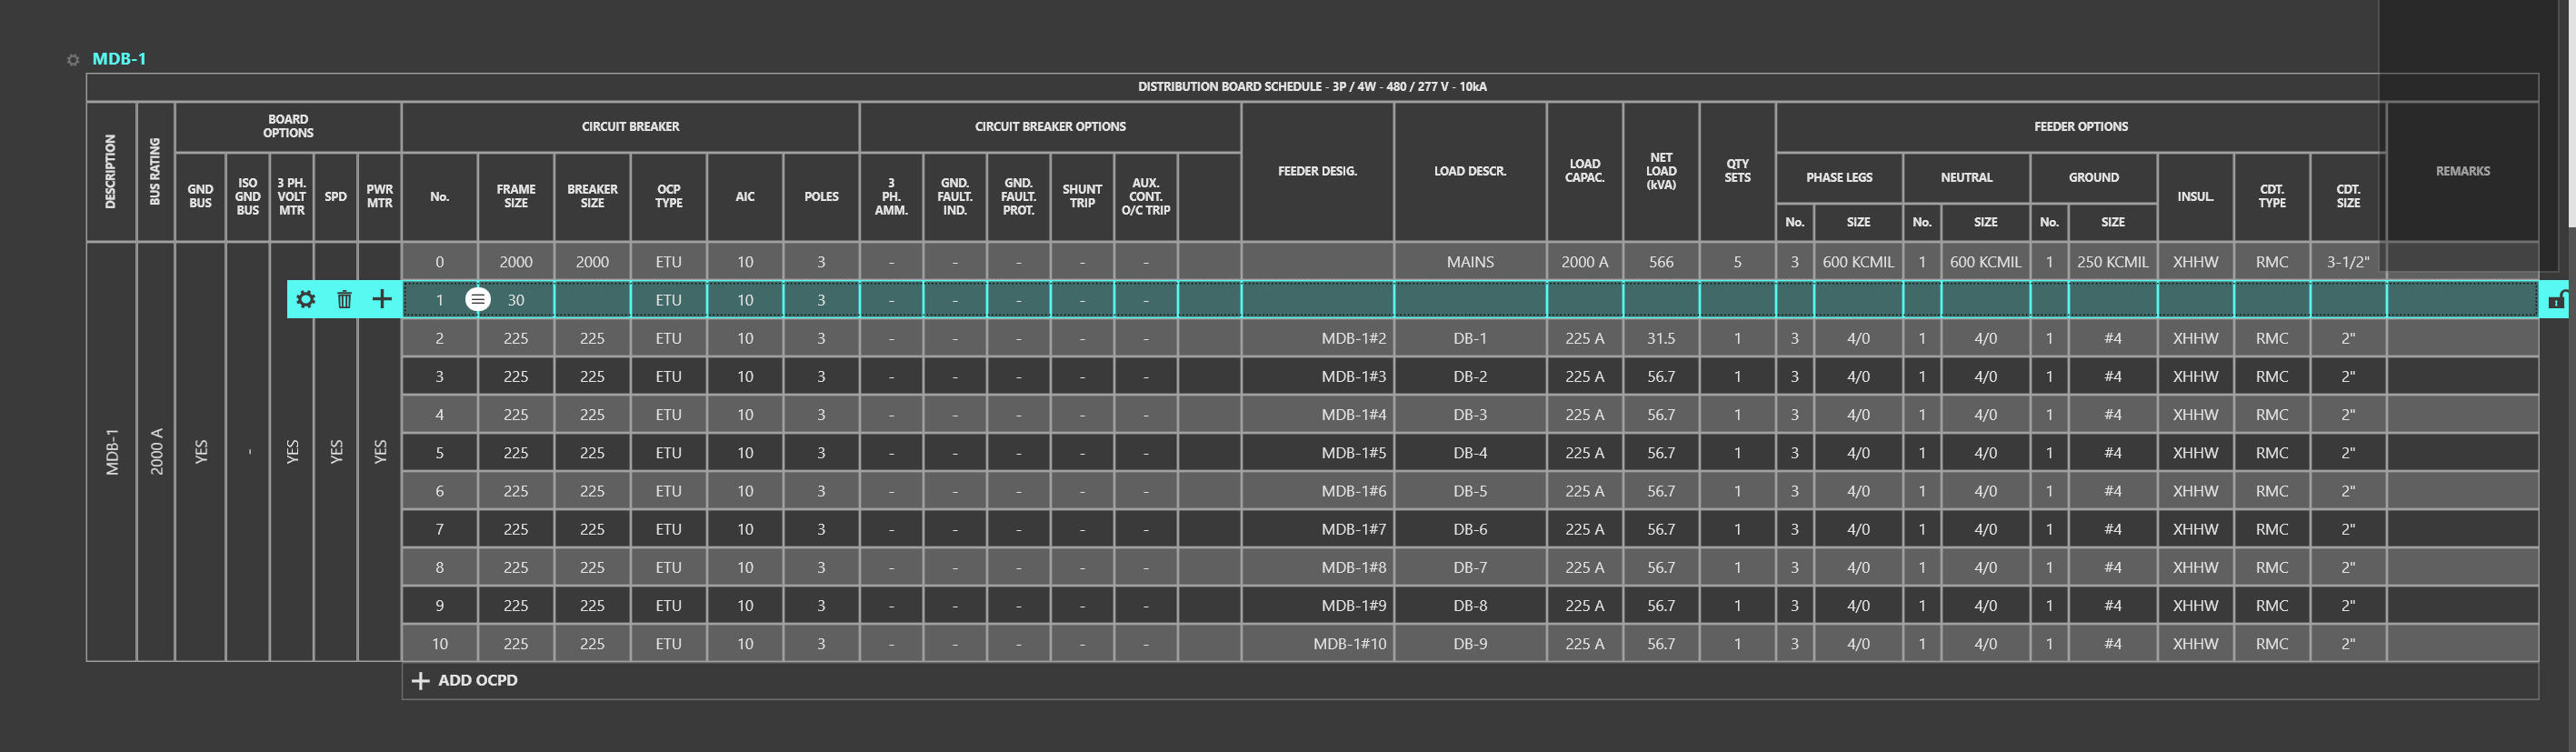 MDB-1
DISTRIBUTION BOARD SCHEDULE - 3P / 4W - 480 / 277 V - 10kA
DESCRIPTION
BUS RATING
BOARD
OPTIONS
CIRCUIT BREAKER
CIRCUIT BREAKER OPTIONS
FEEDER DESIG.
LOAD DESCR.
LOAD
CAPAC.
NET
LOAD
(kVA)
QTY
SETS
FEEDER OPTIONS
REMARKS
GND
BUS
ISO
GND
BUS
3 PH.
VOLT
MTR
SPD
PWR
MTR
No.
FRAME
SIZE
BREAKER
SIZE
OCP
TYPE
AIC
POLES
3
PH.
AMM.
GND.
FAULT.
IND.
GND.
FAULT.
PROT.
SHUNT
TRIP
AUX.
CONT.
O/C TRIP
PHASE LEGS
NEUTRAL
GROUND
INSUL.
CDT.
TYPE
CDT.
SIZE
No. SIZE No. SIZE No. SIZE
MDB-1
2000 A
YES
-
YES
YES
YES
0 2000 2000 ETU 10 3 - - - - - MAINS 2000 A 566 5 3 600 KCMIL 1 600 KCMIL 1 250 KCMIL XHHW RMC 3-1/2"
1 30 ETU 10 3 - - - - -
2 225 225 ETU 10 3 - - - - - MDB-1#2 DB-1 225 A 31.5 1 3 4/0 1 4/0 1 #4 XHHW RMC 2"
3 225 225 ETU 10 3 - - - - - MDB-1#3 DB-2 225 A 56.7 1 3 4/0 1 4/0 1 #4 XHHW RMC 2"
4 225 225 ETU 10 3 - - - - - MDB-1#4 DB-3 225 A 56.7 1 3 4/0 1 4/0 1 #4 XHHW RMC 2"
5 225 225 ETU 10 3 - - - - - MDB-1#5 DB-4 225 A 56.7 1 3 4/0 1 4/0 1 #4 XHHW RMC 2"
6 225 225 ETU 10 3 - - - - - MDB-1#6 DB-5 225 A 56.7 1 3 4/0 1 4/0 1 #4 XHHW RMC 2"
7 225 225 ETU 10 3 - - - - - MDB-1#7 DB-6 225 A 56.7 1 3 4/0 1 4/0 1 #4 XHHW RMC 2"
8 225 225 ETU 10 3 - - - - - MDB-1#8 DB-7 225 A 56.7 1 3 4/0 1 4/0 1 #4 XHHW RMC 2"
9 225 225 ETU 10 3 - - - - - MDB-1#9 DB-8 225 A 56.7 1 3 4/0 1 4/0 1 #4 XHHW RMC 2"
10 225 225 ETU 10 3 - - - - - MDB-1#10 DB-9 225 A 56.7 1 3 4/0 1 4/0 1 #4 XHHW RMC 2"
ADD OCPD